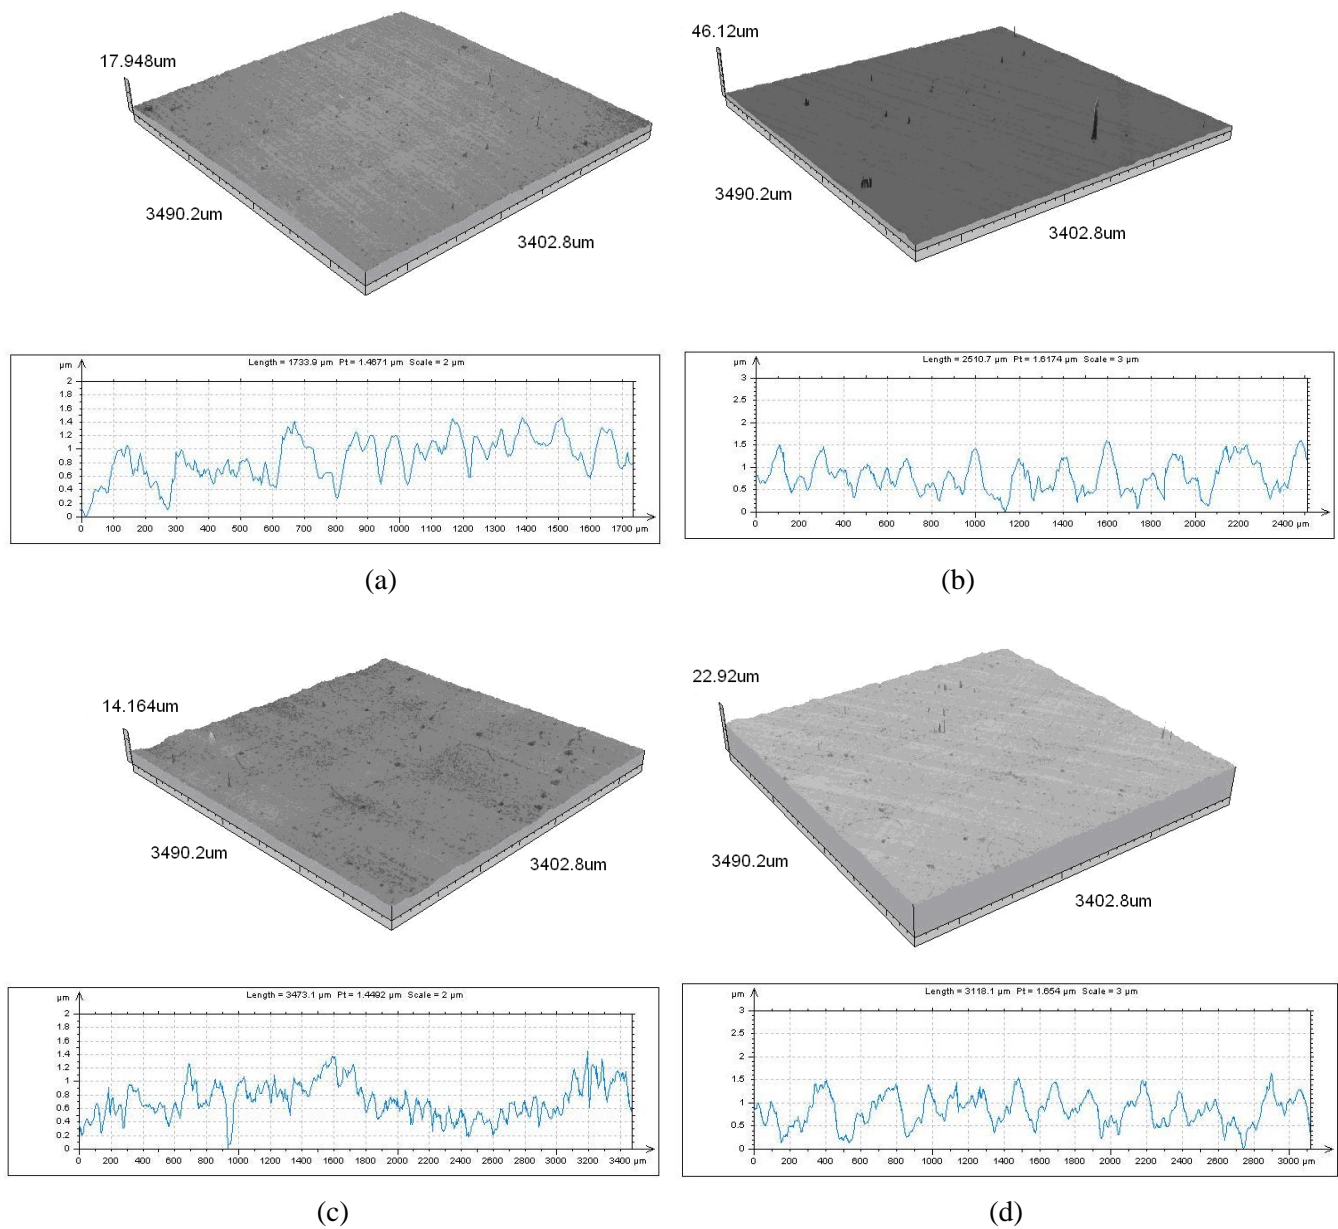 17.948um
3490.2um
3402.8um
46.12um
3490.2um
3402.8um
Length = 1733.9 µm Pt = 1.4671 µm Scale = 2 µm
µm
2
1.8
1.6
1.4
1.2
1
0.8
0.6
0.4
0.2
0
0 100 200 300 400 500 600 700 800 900 1000 1100 1200 1300 1400 1500 1600 1700 µm
Length = 2510.7 µm Pt = 1.6174 µm Scale = 3 µm
µm
3
2.5
2
1.5
1
0.5
0
0 200 400 600 800 1000 1200 1400 1600 1800 2000 2200 2400 µm
(a)
(b)
14.164um
3490.2um
3402.8um
22.92um
3490.2um
3402.8um
Length = 3473.1 µm Pt = 1.4492 µm Scale = 2 µm
µm
2
1.8
1.6
1.4
1.2
1
0.8
0.6
0.4
0.2
0
0 200 400 600 800 1000 1200 1400 1600 1800 2000 2200 2400 2600 2800 3000 3200 3400 µm
Length = 3118.1 µm Pt = 1.654 µm Scale = 3 µm
µm
3
2.5
2
1.5
1
0.5
0
0 200 400 600 800 1000 1200 1400 1600 1800 2000 2200 2400 2600 2800 3000 µm
(c)
(d)